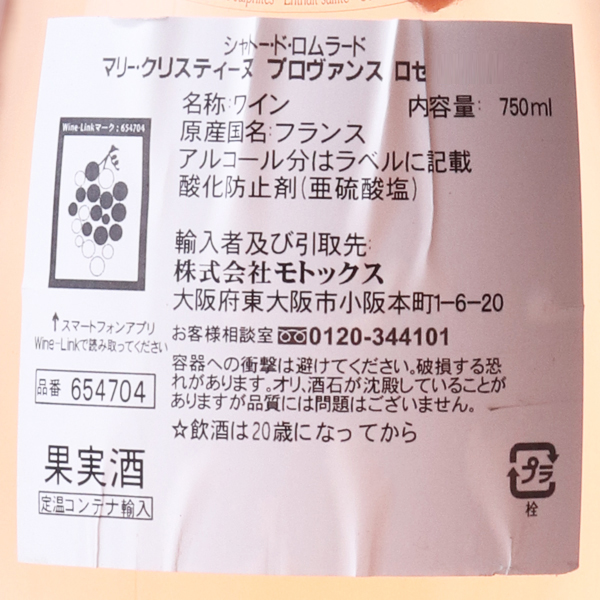 シャトー・ド・ロムラード
マリー・クリスティーヌ プロヴァンス ロゼ
名称:ワイン 内容量: 750ml
原産国名:フランス
アルコール分はラベルに記載
酸化防止剤(亜硫酸塩)
Wine-Linkマーク:654704
輸入者及び引取先:
株式会社モトックス
大阪府東大阪市小阪本町1-6-20
お客様相談室 0120-344101
↑スマートフォンアプリ
Wine-Linkで読み取ってください
容器への衝撃は避けてください。破損する恐
れがあります。オリ、酒石が沈殿していることが
ありますが品質には問題はございません。
品番 654704
☆飲酒は20歳になってから
果実酒
定温コンテナ輸入
プラ
栓